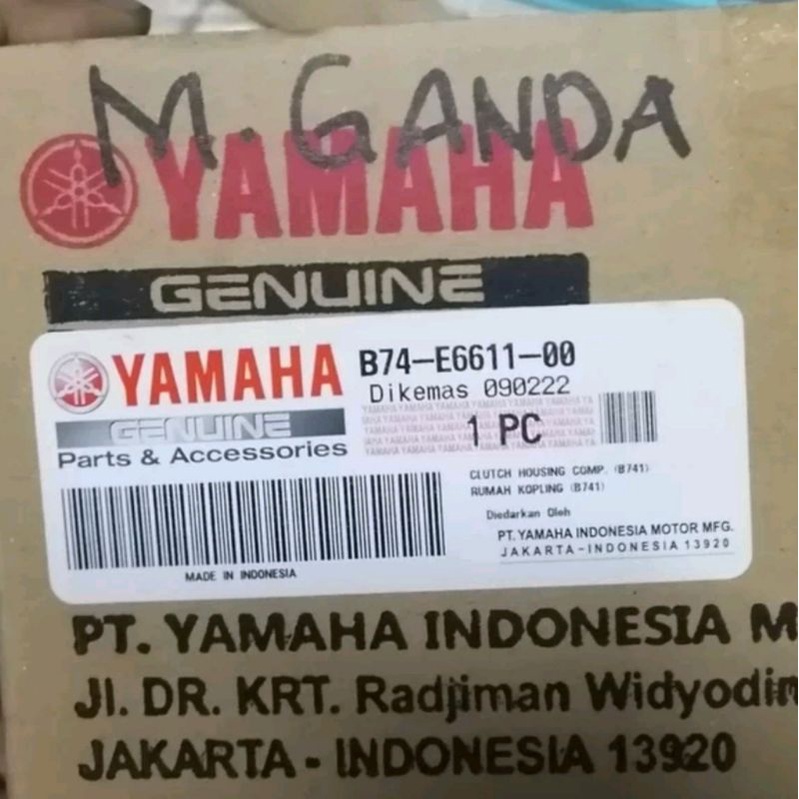 M. GANDA
YAMAHA
GENUINE
YAMAHA
GENUINE
Parts & Accessories
B74-E6611-00
Dikemas 090222
1 PC
CLUTCH HOUSING COMP. (B741)
RUMAH KOPLING (B741)
Diedarkan Oleh
PT. YAMAHA INDONESIA MOTOR MFG.
JAKARTA-INDONESIA 13920
MADE IN INDONESIA
PT. YAMAHA INDONESIA M
Jl. DR. KRT. Radjiman Widyodin
JAKARTA - INDONESIA 13920